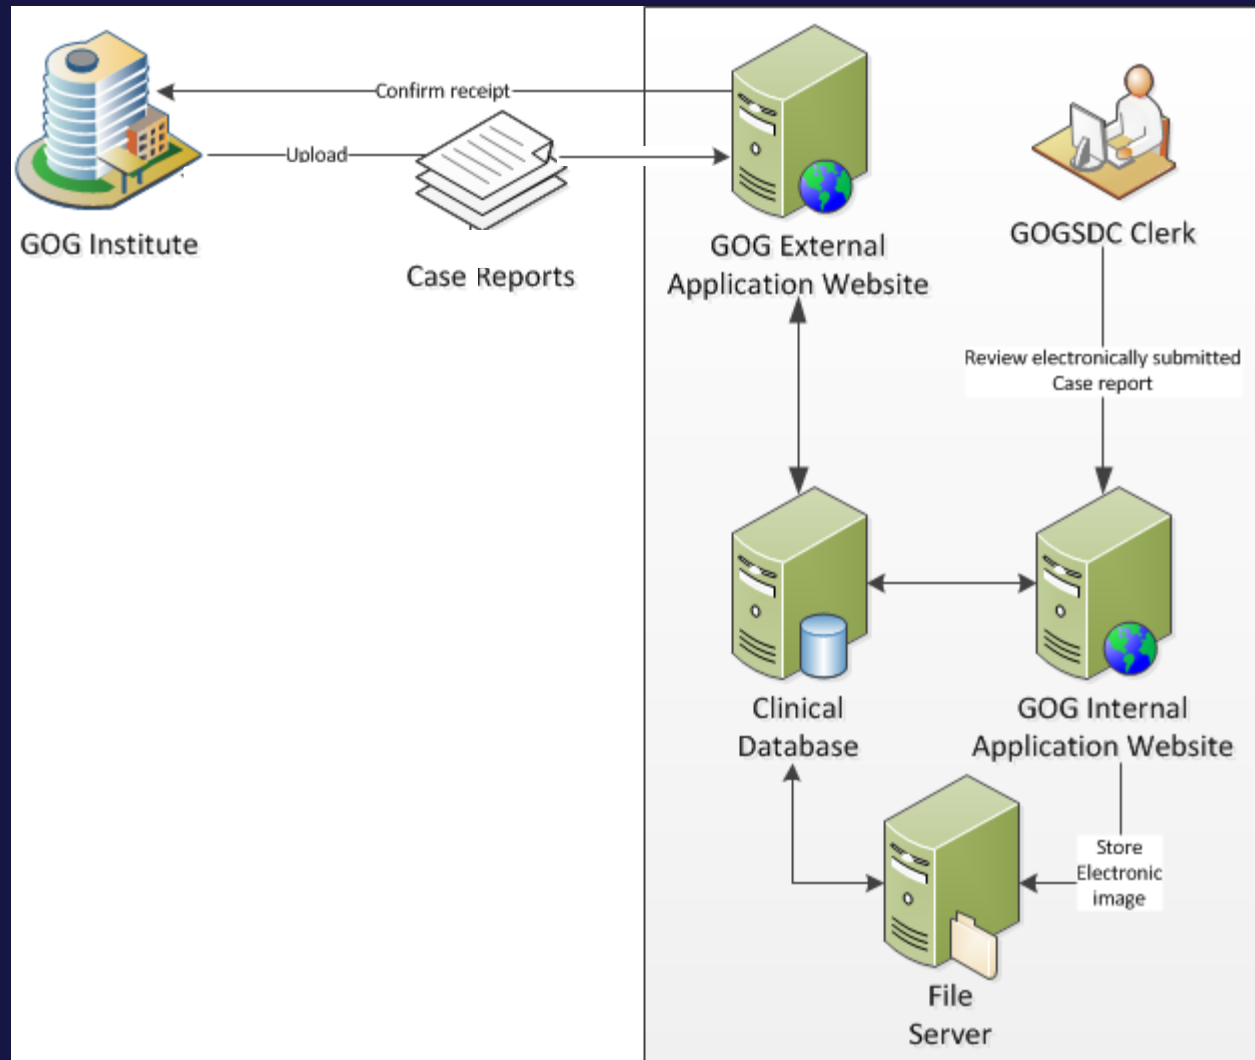 Confirm receipt
Upload
GOG Institute
Case Reports
GOG External
Application Website
GOGSDC Clerk
Review electronically submitted
Case report
Clinical
Database
GOG Internal
Application Website
Store
Electronic
image
File
Server